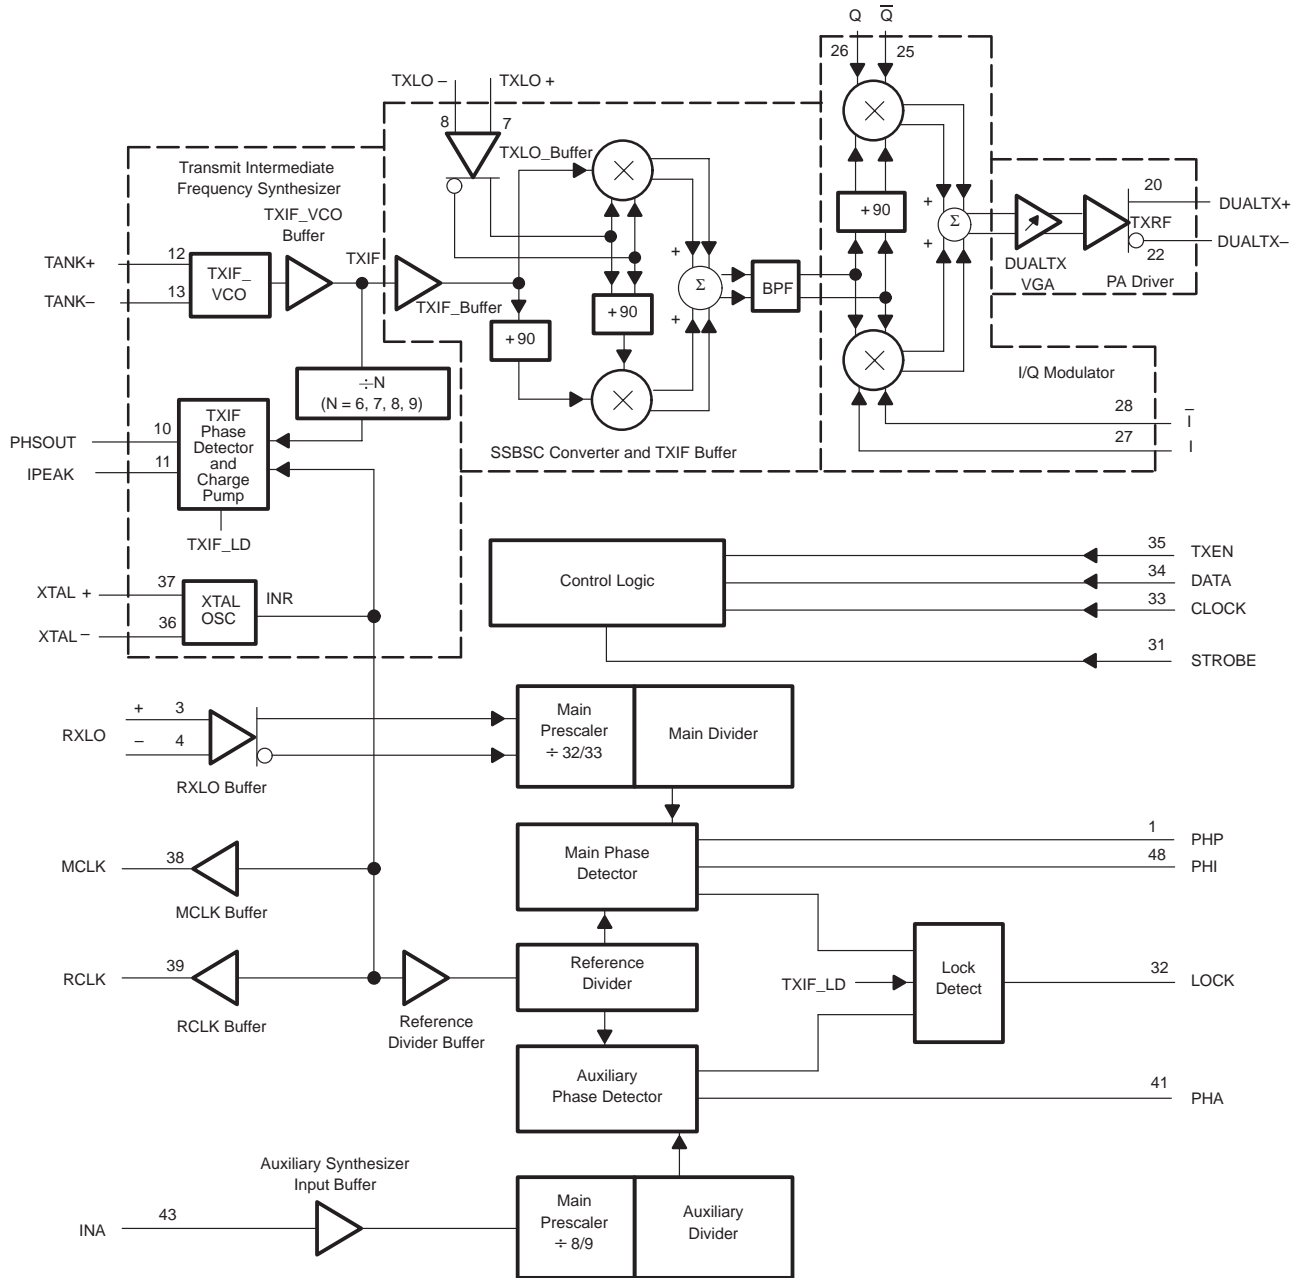 Q Q̅
26 25
TXLO – TXLO +
8 7
Transmit Intermediate
Frequency Synthesizer
TXLO_Buffer
×
×
TXIF_VCO
Buffer
+90
+
Σ
+
20
DUALTX+
TXRF
DUALTX–
22
DUALTX
VGA
PA Driver
TANK+
12
TANK–
13
TXIF_
VCO
TXIF
TXIF_Buffer
+90
+90
+
Σ
+
BPF
×
×
I/Q Modulator
÷N
(N = 6, 7, 8, 9)
28
I̅
27
I
SSBSC Converter and TXIF Buffer
PHSOUT
10
IPEAK
11
TXIF
Phase
Detector
and
Charge
Pump
TXIF_LD
XTAL +
37
XTAL –
36
XTAL
OSC
INR
Control Logic
35
TXEN
34
DATA
33
CLOCK
31
STROBE
RXLO
+ 3
– 4
RXLO Buffer
Main
Prescaler
÷ 32/33
Main Divider
MCLK
38
MCLK Buffer
Main Phase
Detector
1
PHP
48
PHI
RCLK
39
RCLK Buffer
Reference
Divider Buffer
Reference
Divider
TXIF_LD
Lock
Detect
32
LOCK
Auxiliary
Phase Detector
41
PHA
Auxiliary Synthesizer
Input Buffer
INA
43
Main
Prescaler
÷ 8/9
Auxiliary
Divider